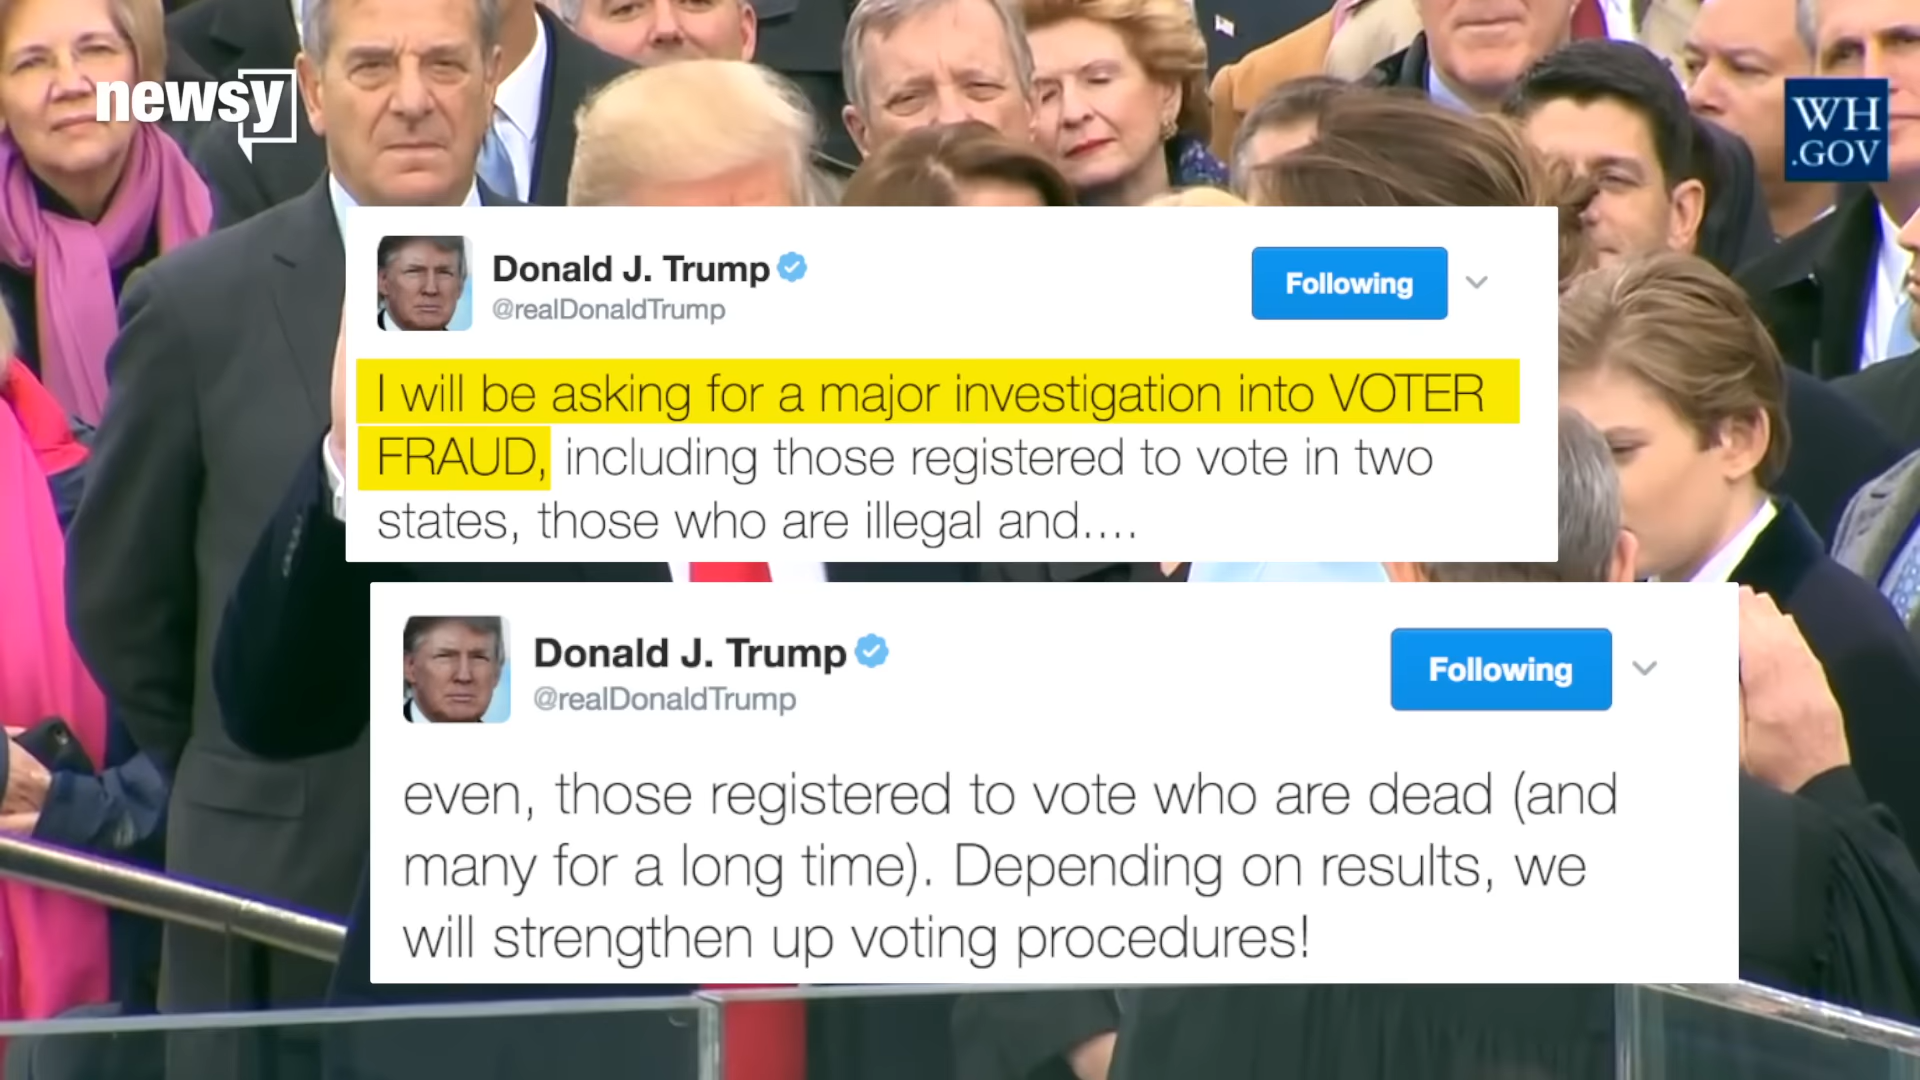 newsy
WH
.GOV
Donald J. Trump
@realDonaldTrump
Following
I will be asking for a major investigation into VOTER
FRAUD, including those registered to vote in two
states, those who are illegal and....
Donald J. Trump
@realDonaldTrump
Following
even, those registered to vote who are dead (and
many for a long time). Depending on results, we
will strengthen up voting procedures!